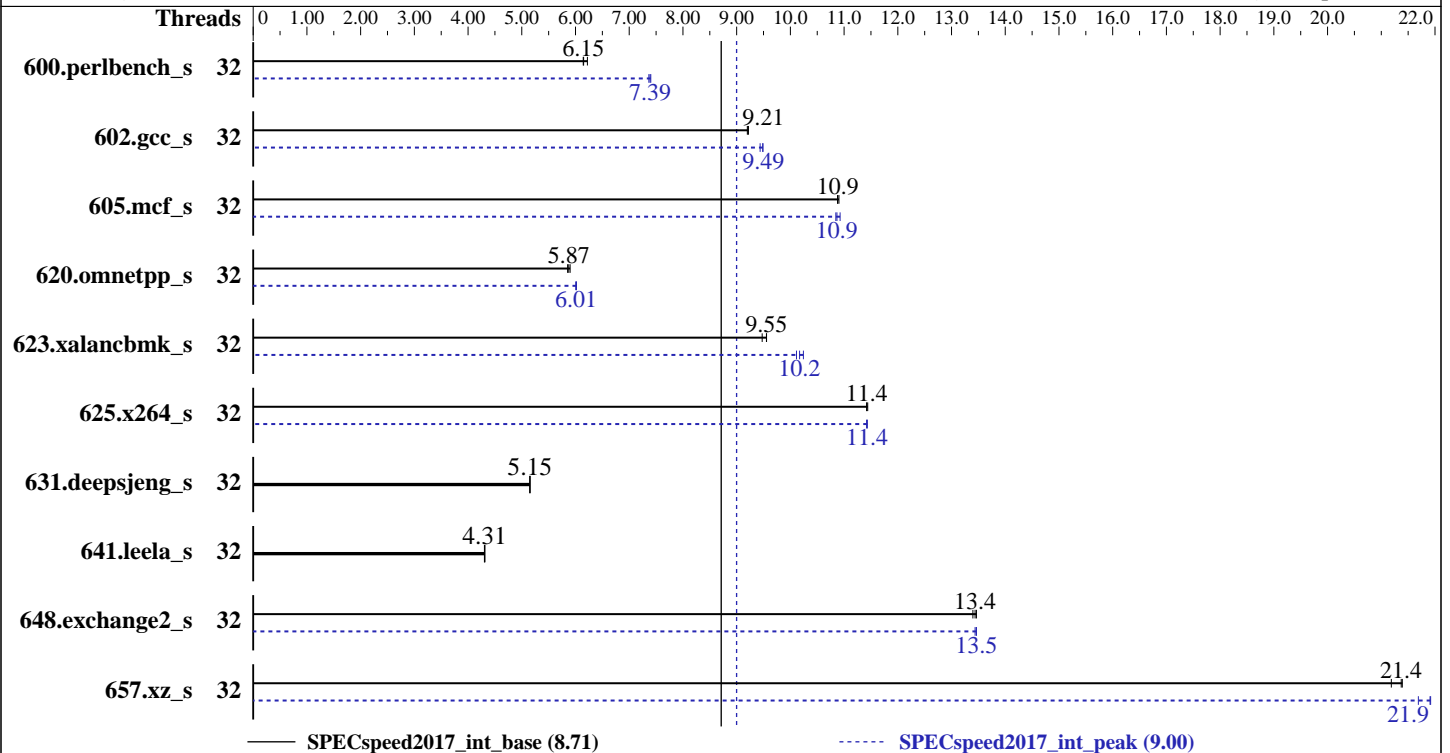 Threads 0 1.00 2.00 3.00 4.00 5.00 6.00 7.00 8.00 9.00 10.0 11.0 12.0 13.0 14.0 15.0 16.0 17.0 18.0 19.0 20.0 22.0
600.perlbench_s 32 6.15
7.39
602.gcc_s 32 9.21
9.49
605.mcf_s 32 10.9
10.9
620.omnetpp_s 32 5.87
6.01
623.xalancbmk_s 32 9.55
10.2
625.x264_s 32 11.4
11.4
631.deepsjeng_s 32 5.15
641.leela_s 32 4.31
648.exchange2_s 32 13.4
13.5
657.xz_s 32 21.4
21.9
SPECspeed2017_int_base (8.71) SPECspeed2017_int_peak (9.00)